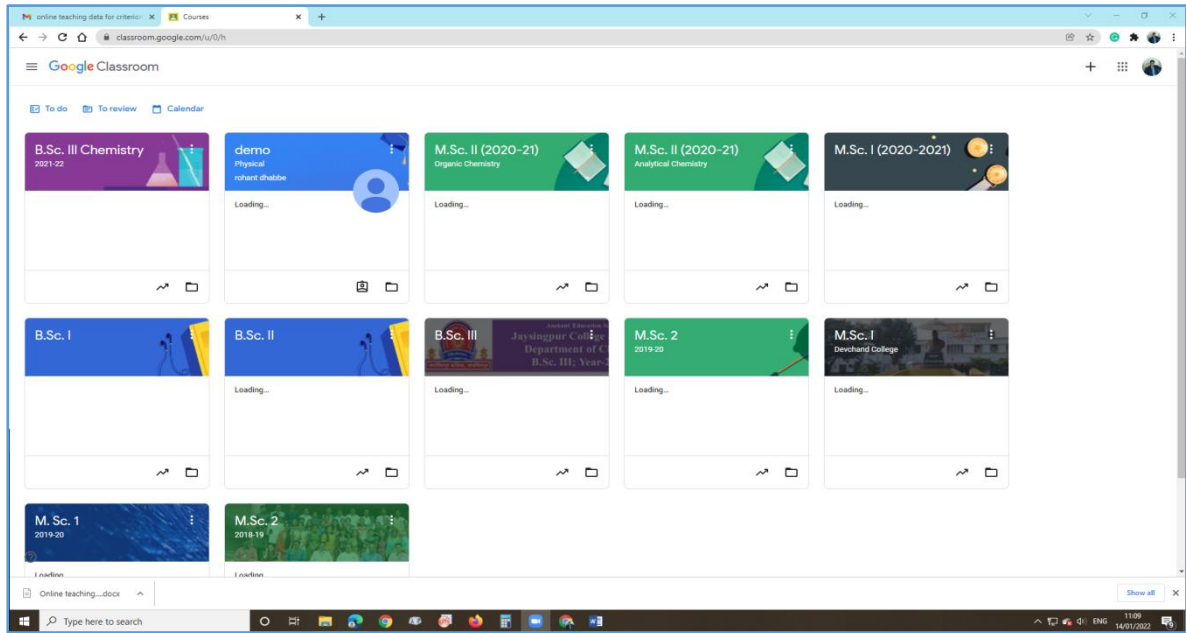 online teaching data for criterion
Courses
classroom.google.com/u/0/h
Google Classroom
To do To review Calendar
B.Sc. III Chemistry
2021-22
demo
Physical
rohant dhabbe
Loading...
M.Sc. II (2020-21)
Organic Chemistry
Loading...
M.Sc. II (2020-21)
Analytical Chemistry
Loading...
M.Sc. I (2020-2021)
Loading...
B.Sc. I
B.Sc. II
Loading...
B.Sc. III
Jaysingpur College
Department of C
B.Sc. III; Year-2
Loading...
M.Sc. 2
2019-20
Loading...
M.Sc. I
Devchand College
Loading...
M. Sc. 1
2019-20
Loading
M.Sc. 2
2018-19
Loading
Online teaching....docx
Show all
Type here to search
ENG
11:09
14/01/2022